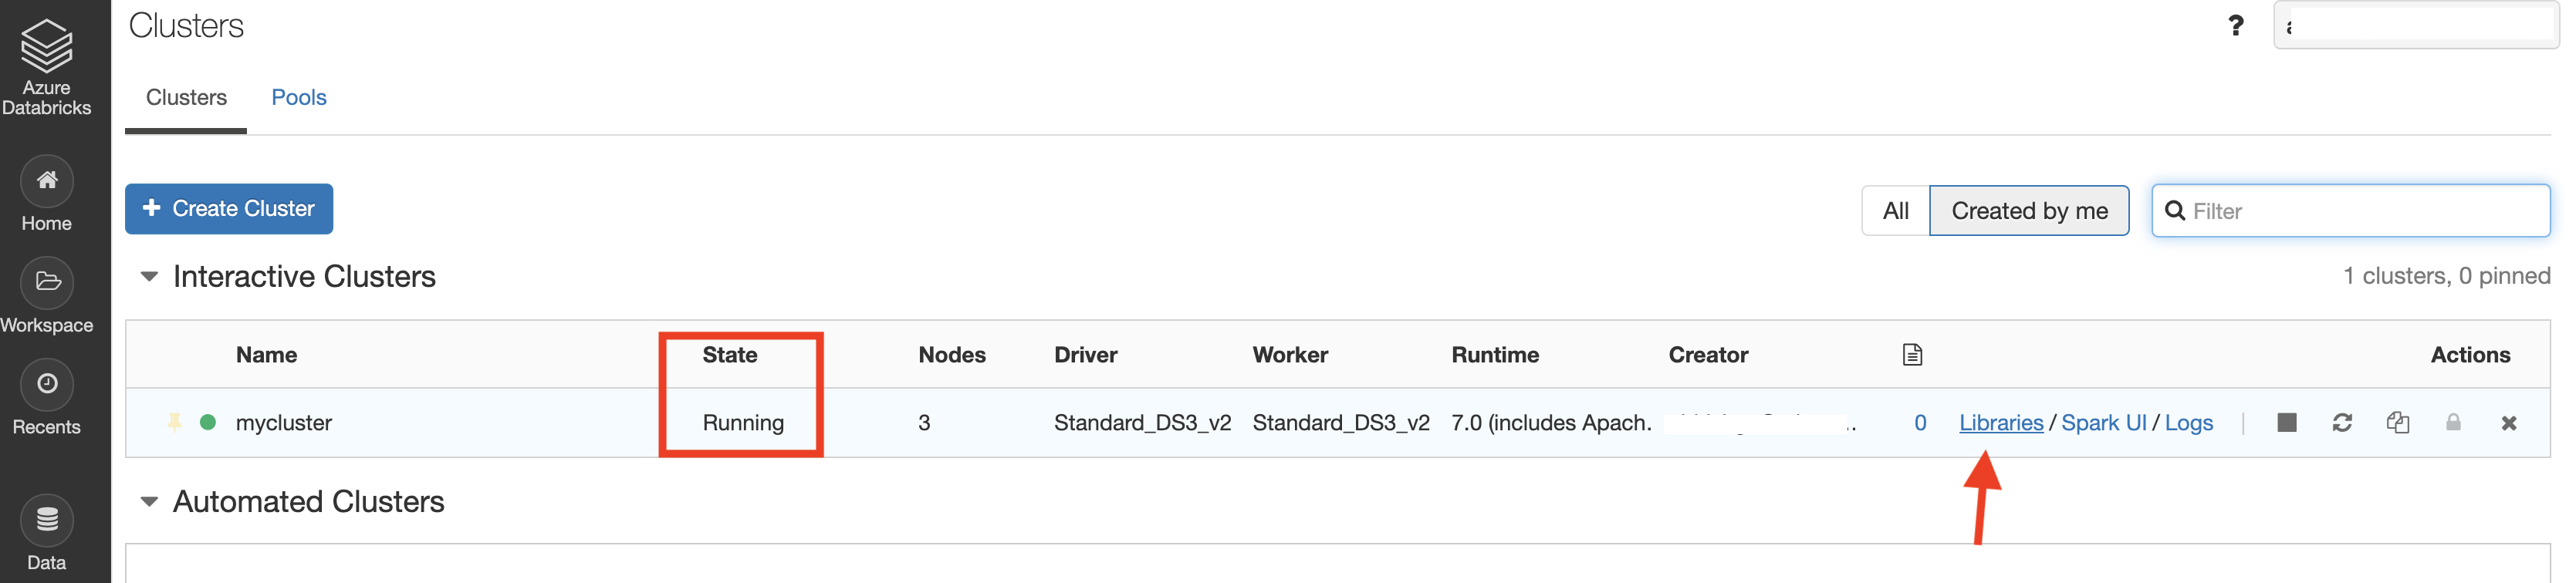 Azure
Databricks
Home
Workspace
Recents
Data
Clusters
?
Clusters Pools
+ Create Cluster
All Created by me Filter
Interactive Clusters
1 clusters, 0 pinned
Name State Nodes Driver Worker Runtime Creator Actions
mycluster Running 3 Standard_DS3_v2 Standard_DS3_v2 7.0 (includes Apach. 0 Libraries / Spark UI / Logs |
Automated Clusters